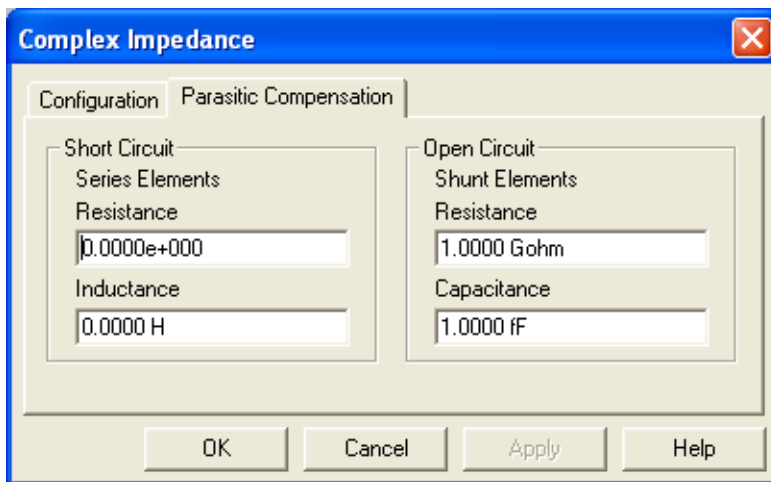 Complex Impedance
Configuration
Parasitic Compensation
Short Circuit
Series Elements
Resistance
0.0000e+000
Inductance
0.0000 H
Open Circuit
Shunt Elements
Resistance
1.0000 Gohm
Capacitance
1.0000 fF
OK
Cancel
Apply
Help